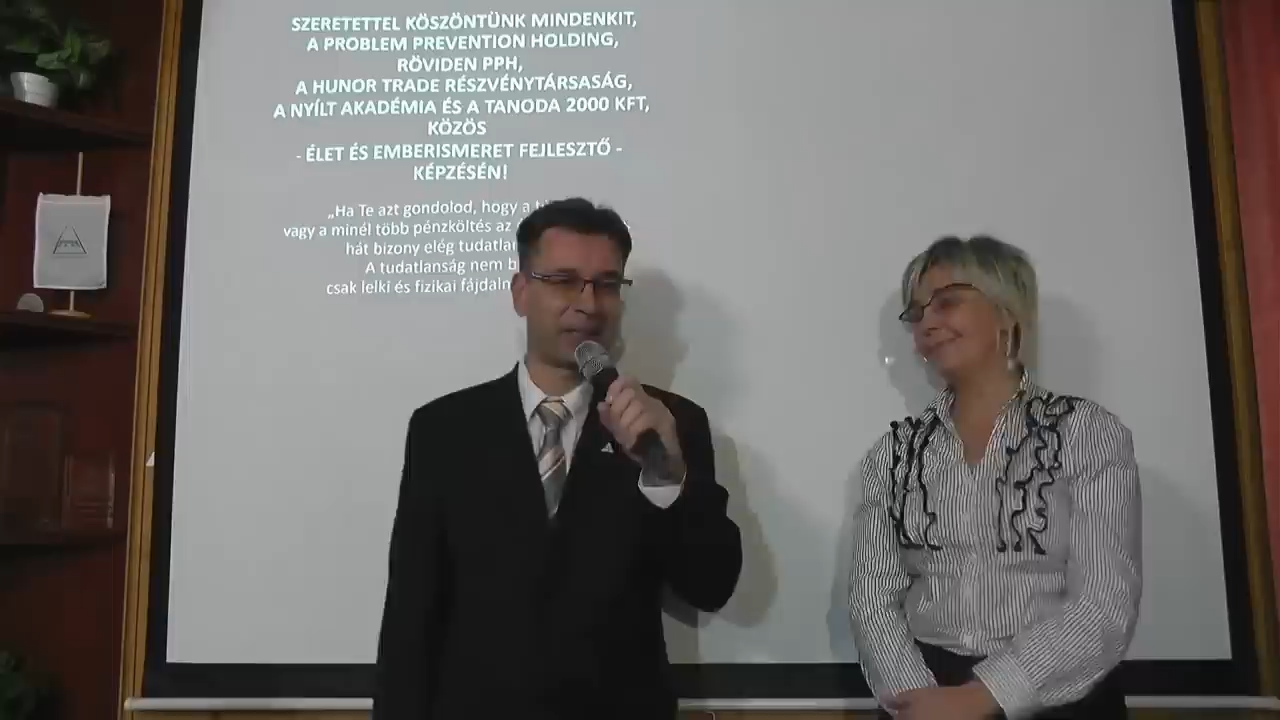 SZERETETTEL KÖSZÖNTÜNK MINDENKIT,
A PROBLEM PREVENTION HOLDING,
RÖVIDEN PPH,
A HUNOR TRADE RÉSZVÉNYTÁRSASÁG,
A NYÍLT AKADÉMIA ÉS A TANODA 2000 KFT,
KÖZÖS
- ÉLET ÉS EMBERISMERET FEJLESZTŐ -
KÉPZÉSÉN!
„Ha Te azt gondolod, hogy a
vagy a minél több pénzköltés az
hát bizony elég
A tudatlanság nem
csak lelki és fizikai